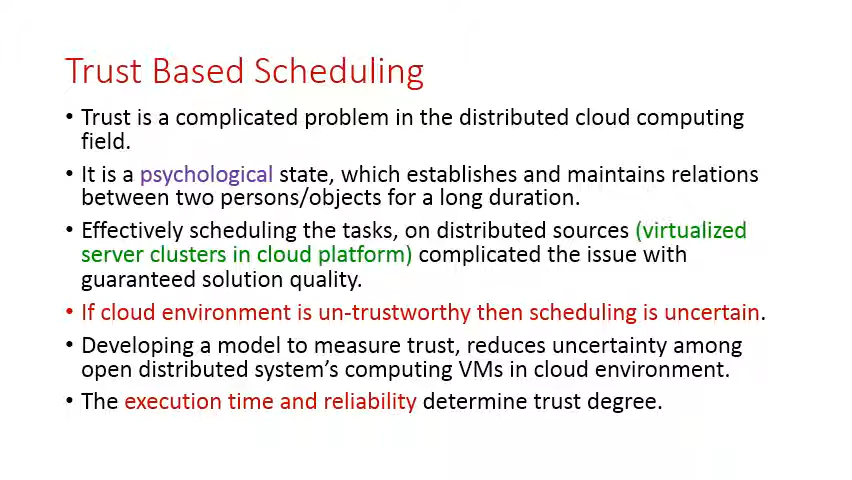 Trust Based Scheduling
• Trust is a complicated problem in the distributed cloud computing
field.
• It is a psychological state, which establishes and maintains relations
between two persons/objects for a long duration.
• Effectively scheduling the tasks, on distributed sources (virtualized
server clusters in cloud platform) complicated the issue with
guaranteed solution quality.
• If cloud environment is un-trustworthy then scheduling is uncertain.
• Developing a model to measure trust, reduces uncertainty among
open distributed system’s computing VMs in cloud environment.
• The execution time and reliability determine trust degree.